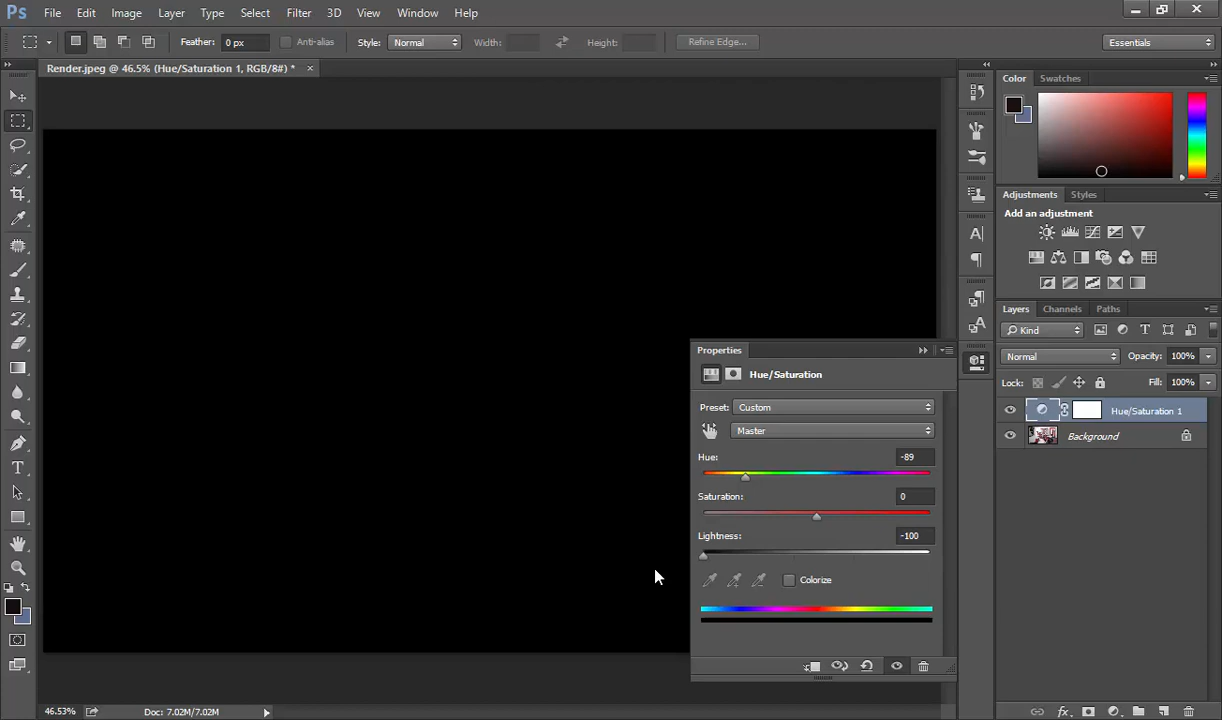 Ps File Edit Image Layer Type Select Filter 3D View Window Help
Feather: 0 px Anti-alias Style: Normal Width: Height: Refine Edge... Essentials
Render.jpeg @ 46.5% (Hue/Saturation 1, RGB/8#) *
Color Swatches
Adjustments Styles
Add an adjustment
Layers Channels Paths
Kind
Normal Opacity: 100%
Lock: Fill: 100%
Hue/Saturation 1
Background
Properties
Hue/Saturation
Preset: Custom
Master
Hue: -89
Saturation: 0
Lightness: -100
Colorize
46.53% Doc: 7.02M/7.02M